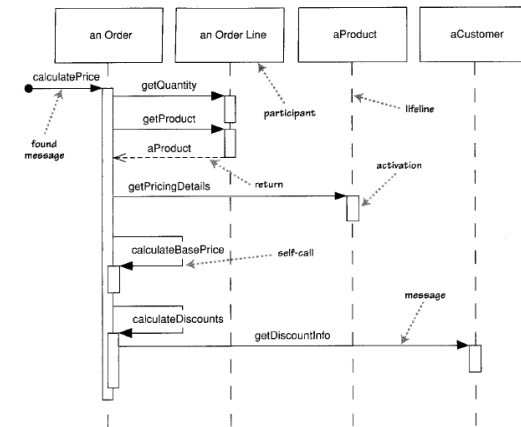 an Order
an Order Line
aProduct
aCustomer
calculatePrice
getQuantity
participant
lifeline
found
message
getProduct
aProduct
return
activation
getPricingDetails
calculateBasePrice
self-call
message
calculateDiscounts
getDiscountInfo